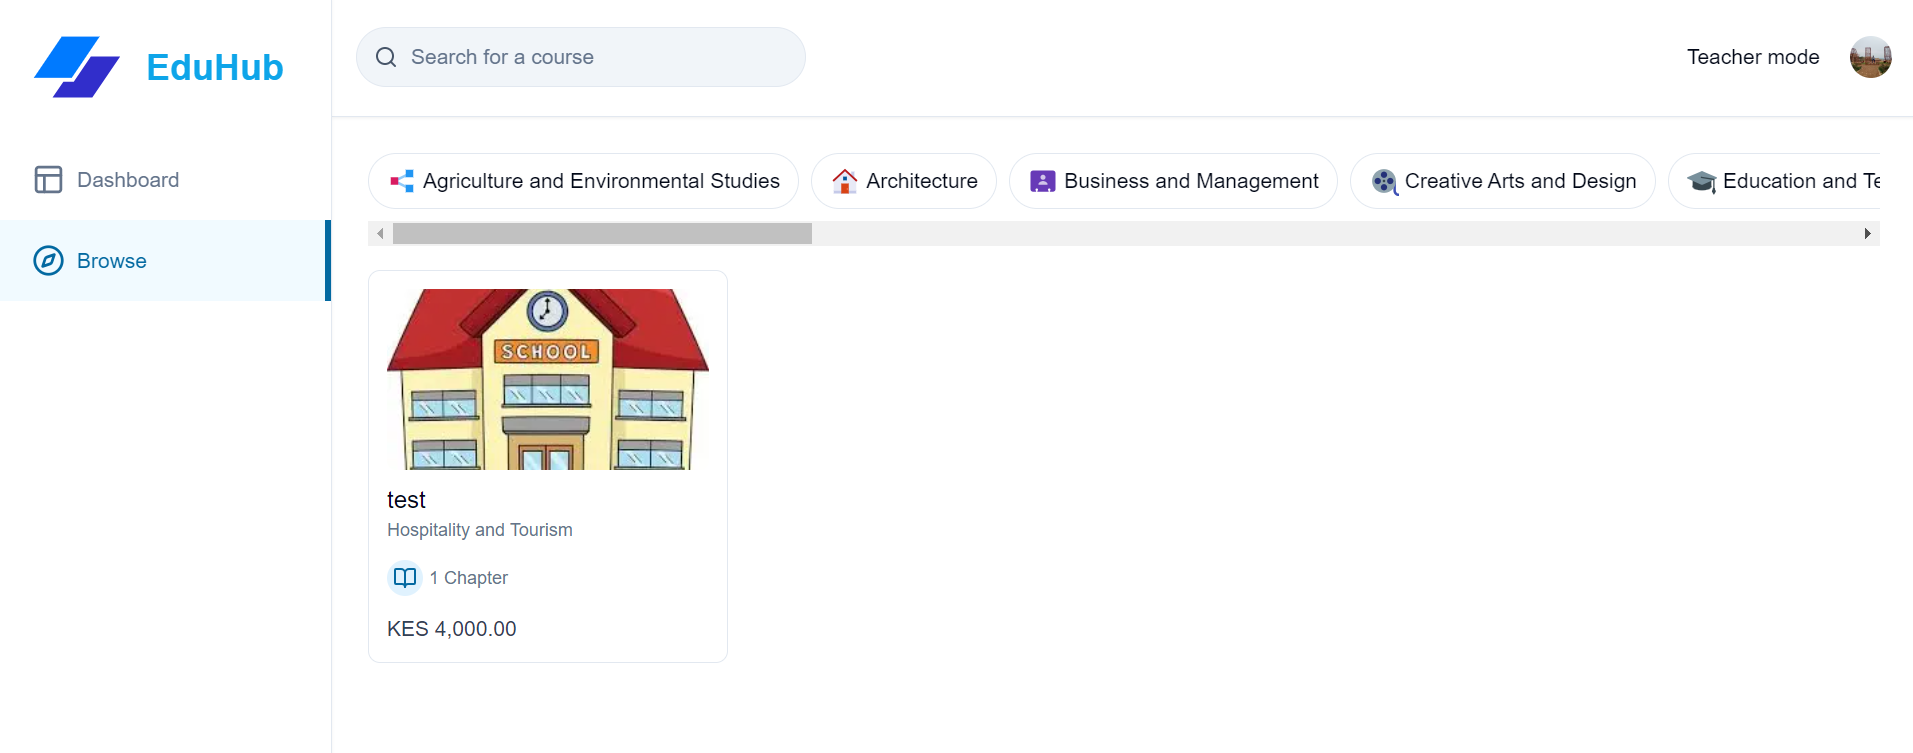 EduHub
Search for a course
Teacher mode
Dashboard
Browse
Agriculture and Environmental Studies
Architecture
Business and Management
Creative Arts and Design
Education and Te
SCHOOL
test
Hospitality and Tourism
1 Chapter
KES 4,000.00